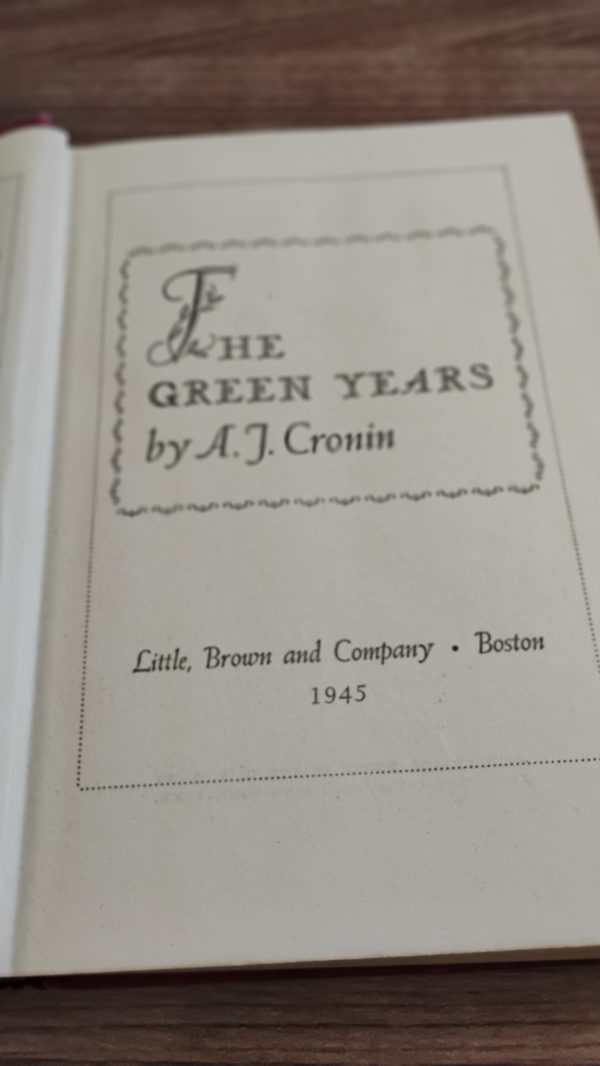 THE
GREEN YEARS
by A. J. Cronin
Little, Brown and Company • Boston
1945